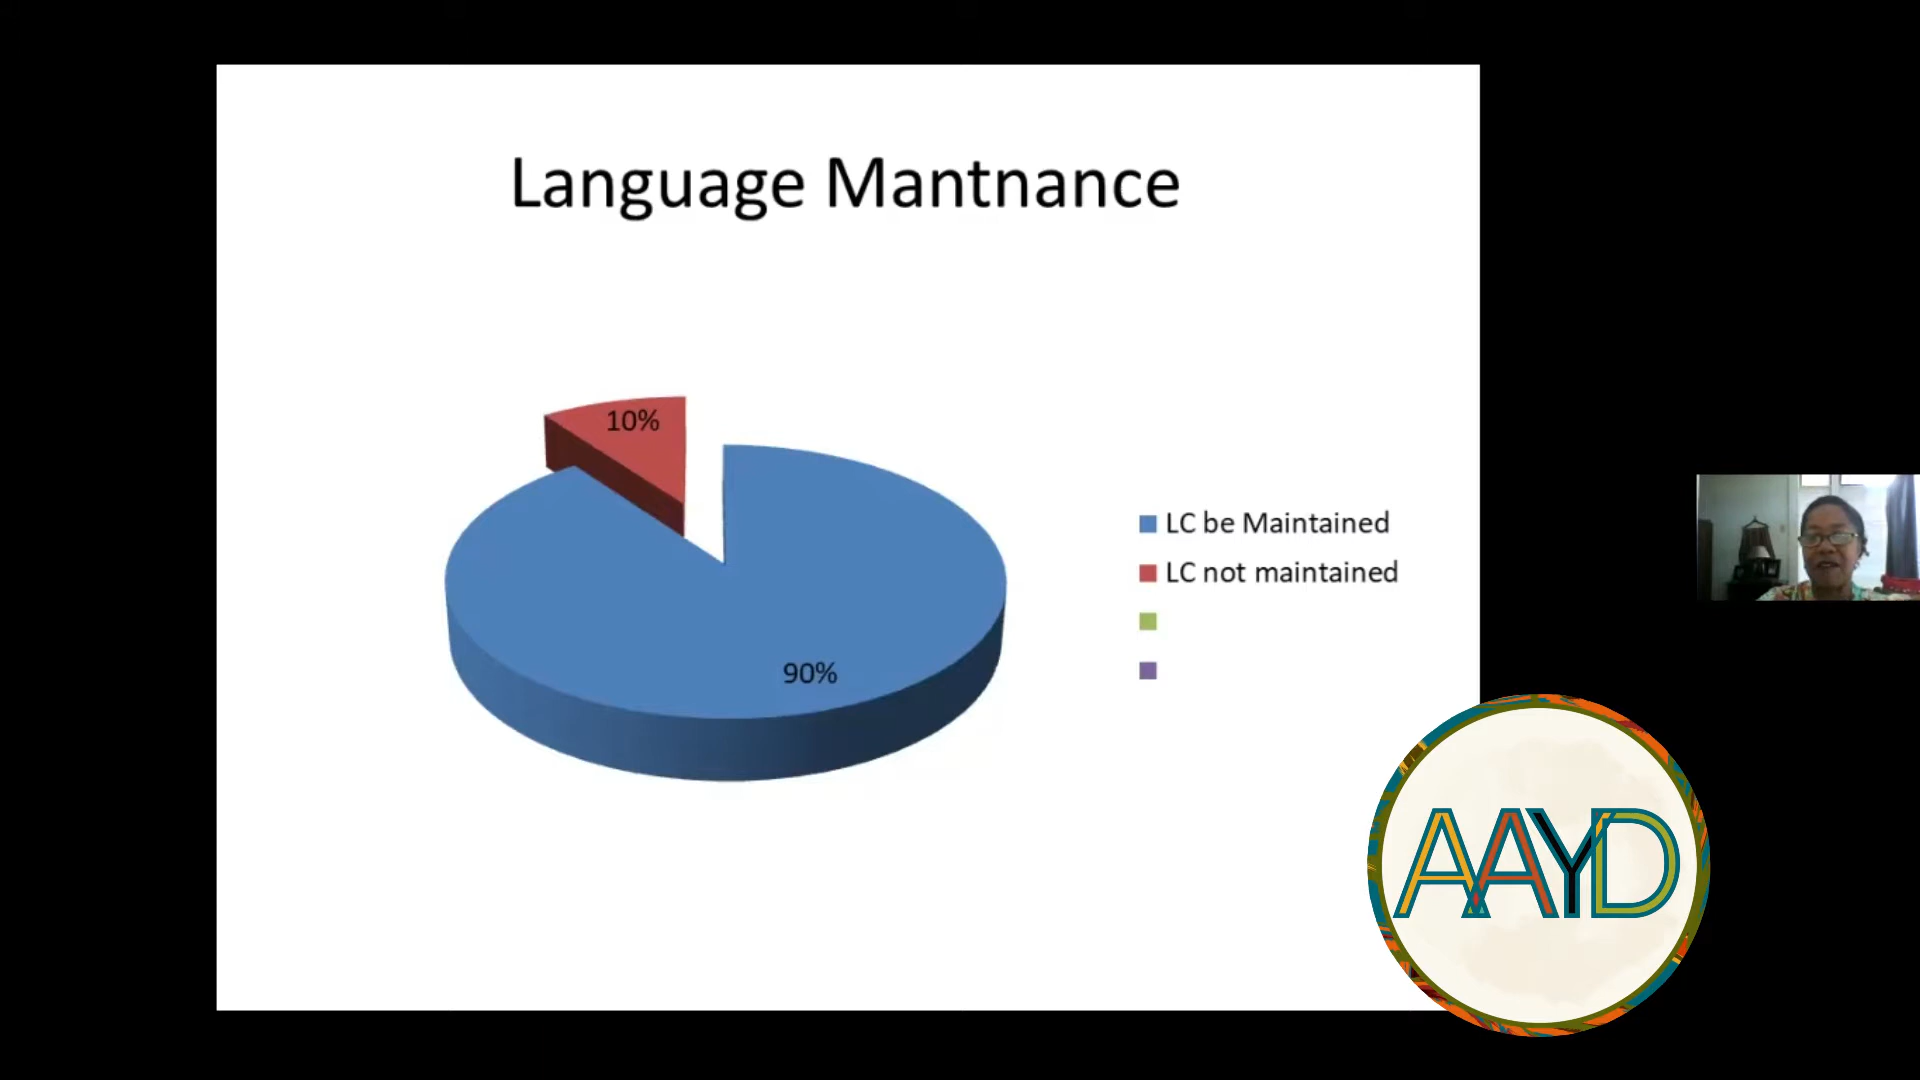 Language Mantnance
10%
90%
LC be Maintained
LC not maintained
AAYD